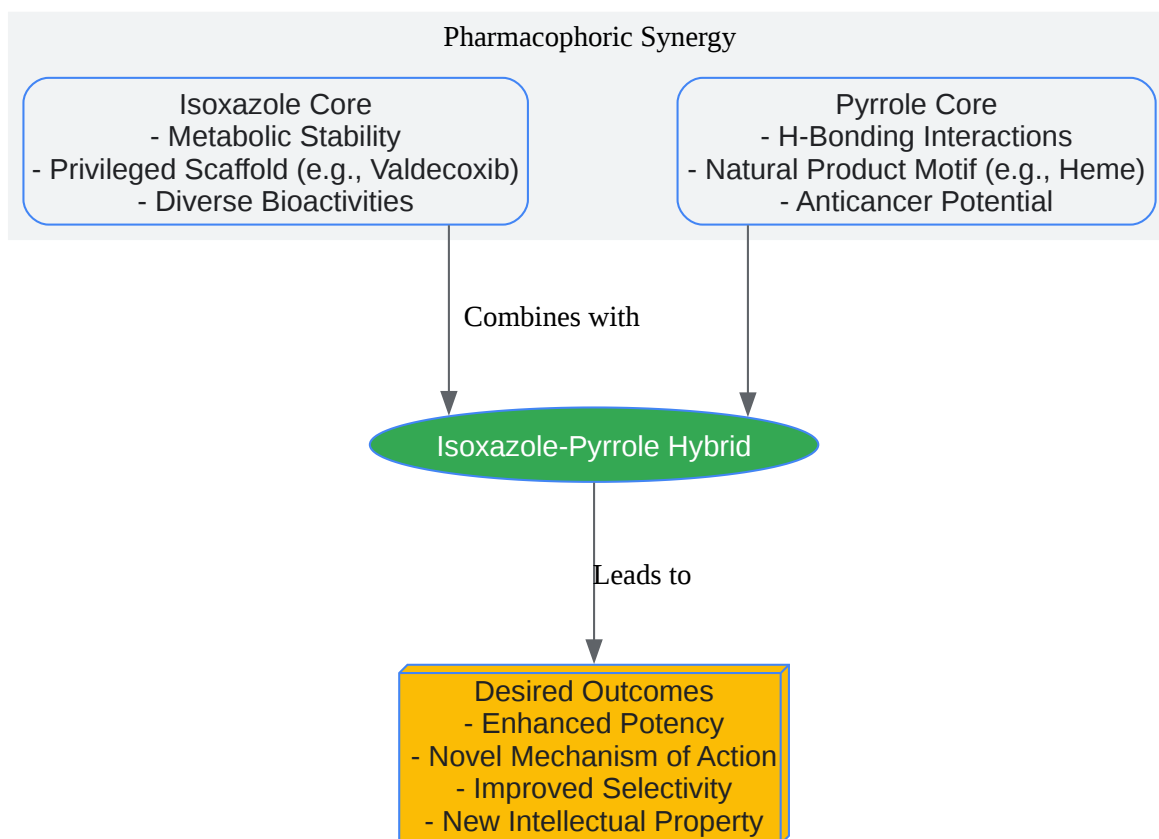 Pharmacophoric Synergy
Isoxazole Core
- Metabolic Stability
- Privileged Scaffold (e.g., Valdecoxib)
- Diverse Bioactivities
Pyrrole Core
- H-Bonding Interactions
- Natural Product Motif (e.g., Heme)
- Anticancer Potential
Combines with
Isoxazole-Pyrrole Hybrid
Leads to
Desired Outcomes
- Enhanced Potency
- Novel Mechanism of Action
- Improved Selectivity
- New Intellectual Property